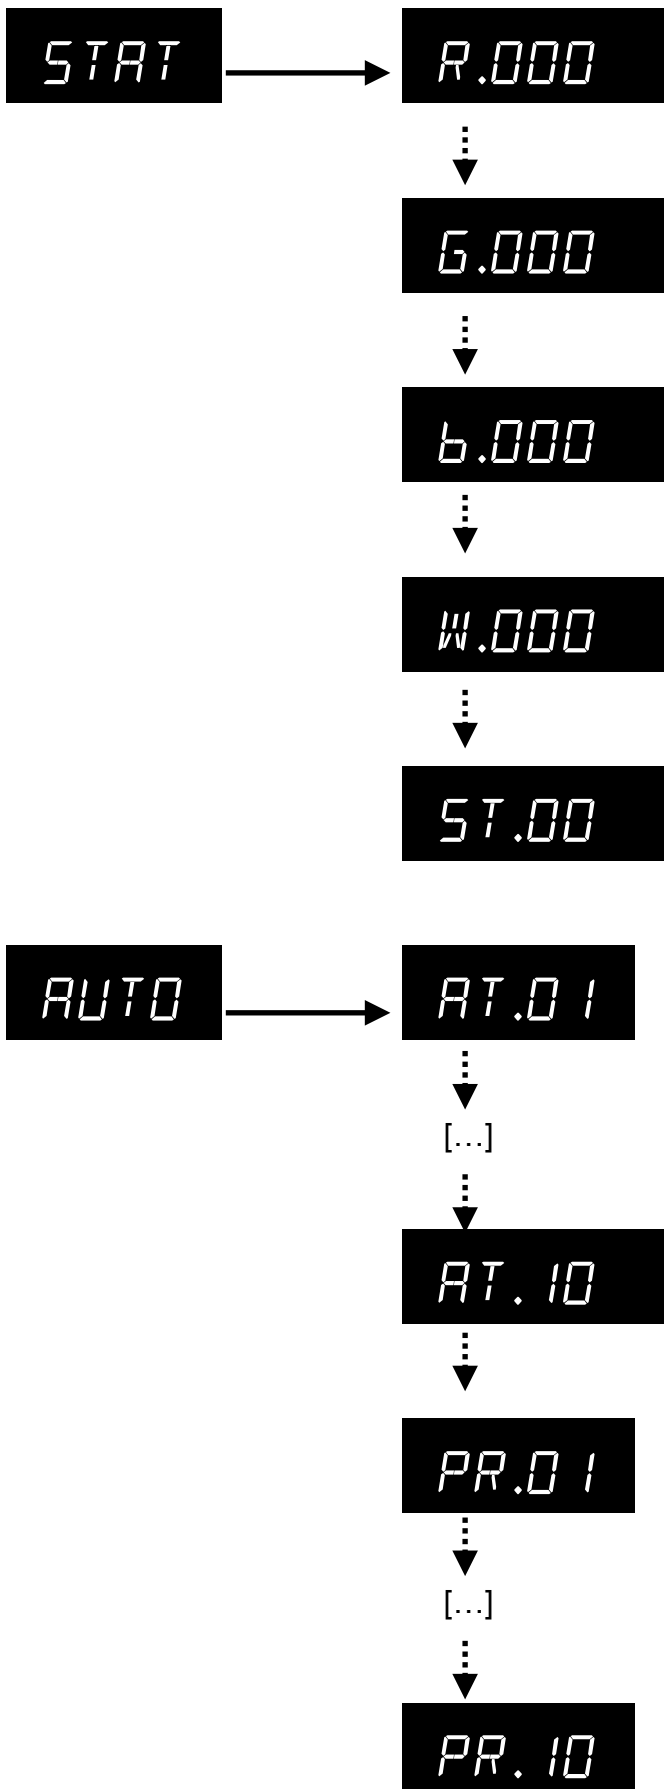 STAT
R.000
G.000
b.000
W.000
ST.00
AUTO
AT.01
[...]
AT.10
PR.01
[...]
PR.10